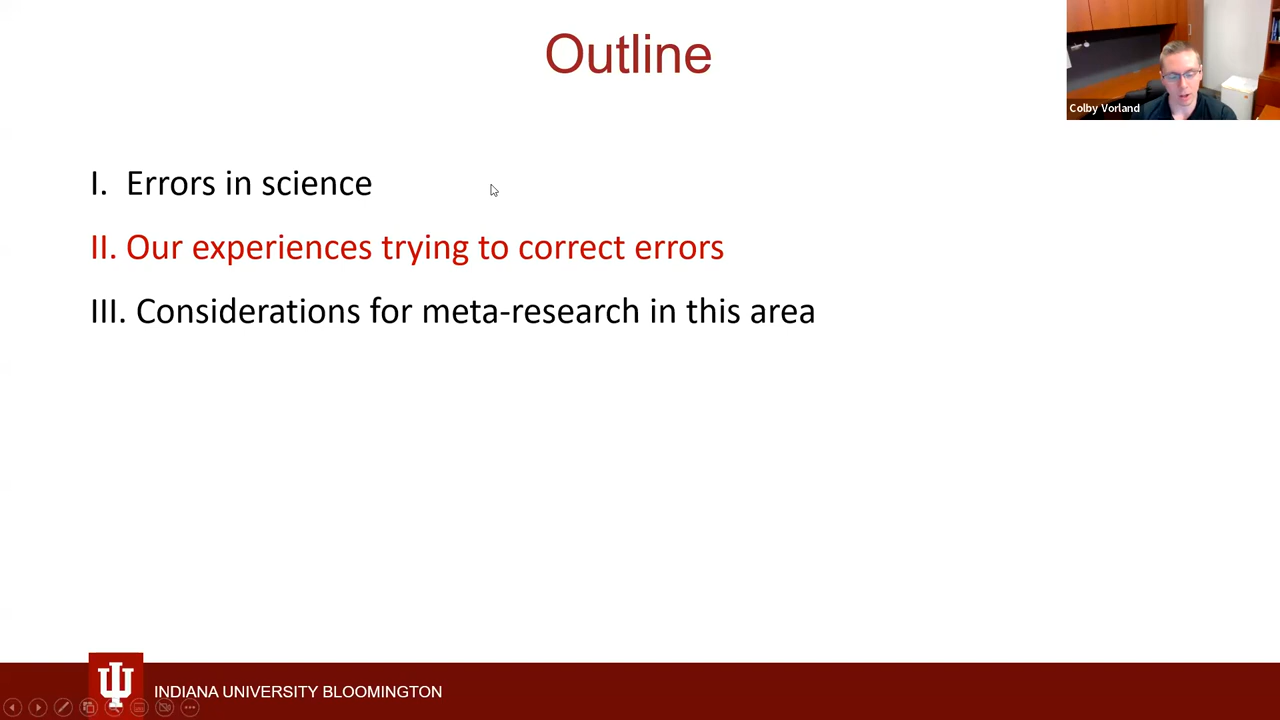 Outline
Colby Vorland
I. Errors in science
II. Our experiences trying to correct errors
III. Considerations for meta-research in this area
INDIANA UNIVERSITY BLOOMINGTON